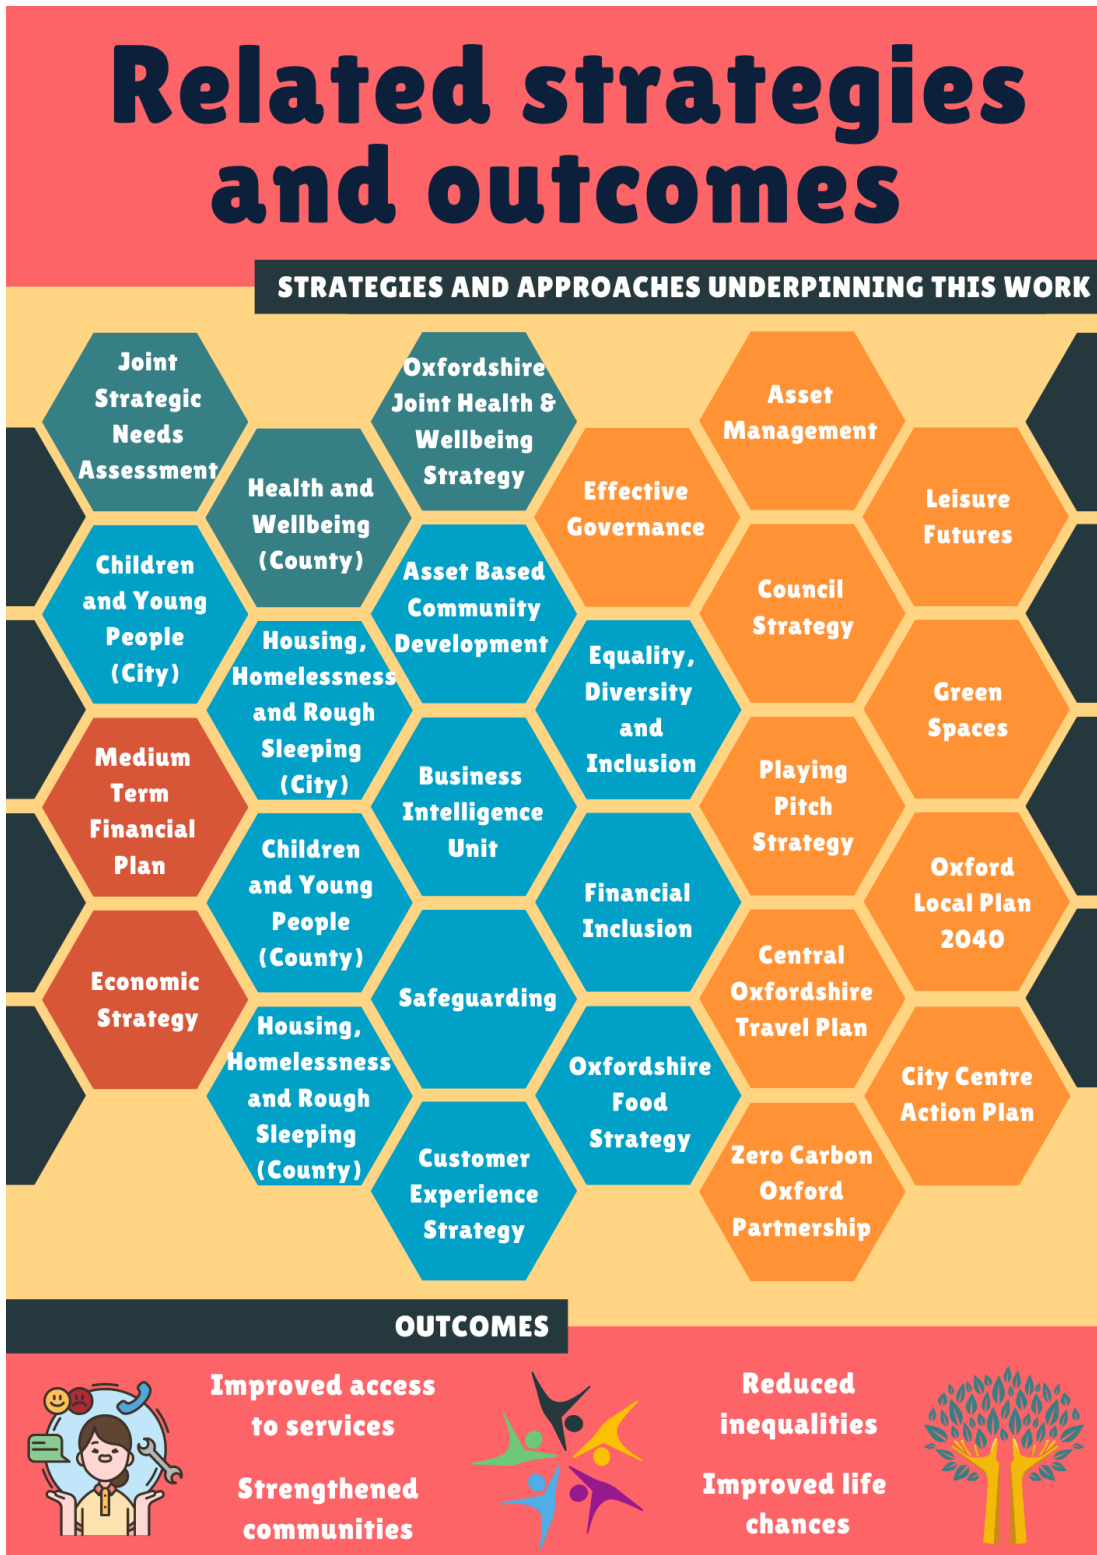 Related strategies
and outcomes
STRATEGIES AND APPROACHES UNDERPINNING THIS WORK
Joint
Strategic
Needs
Assessment
Children
and Young
People
(City)
Medium
Term
Financial
Plan
Economic
Strategy
Health and
Wellbeing
(County)
Housing,
Homelessness
and Rough
Sleeping
(City)
Children
and Young
People
(County)
Housing,
Homelessness
and Rough
Sleeping
(County)
Oxfordshire
Joint Health &
Wellbeing
Strategy
Asset Based
Community
Development
Business
Intelligence
Unit
Safeguarding
Customer
Experience
Strategy
Effective
Governance
Equality,
Diversity
and
Inclusion
Financial
Inclusion
Oxfordshire
Food
Strategy
Asset
Management
Council
Strategy
Playing
Pitch
Strategy
Central
Oxfordshire
Travel Plan
Zero Carbon
Oxford
Partnership
Leisure
Futures
Green
Spaces
Oxford
Local Plan
2040
City Centre
Action Plan
OUTCOMES
Improved access
to services
Strengthened
communities
Reduced
inequalities
Improved life
chances